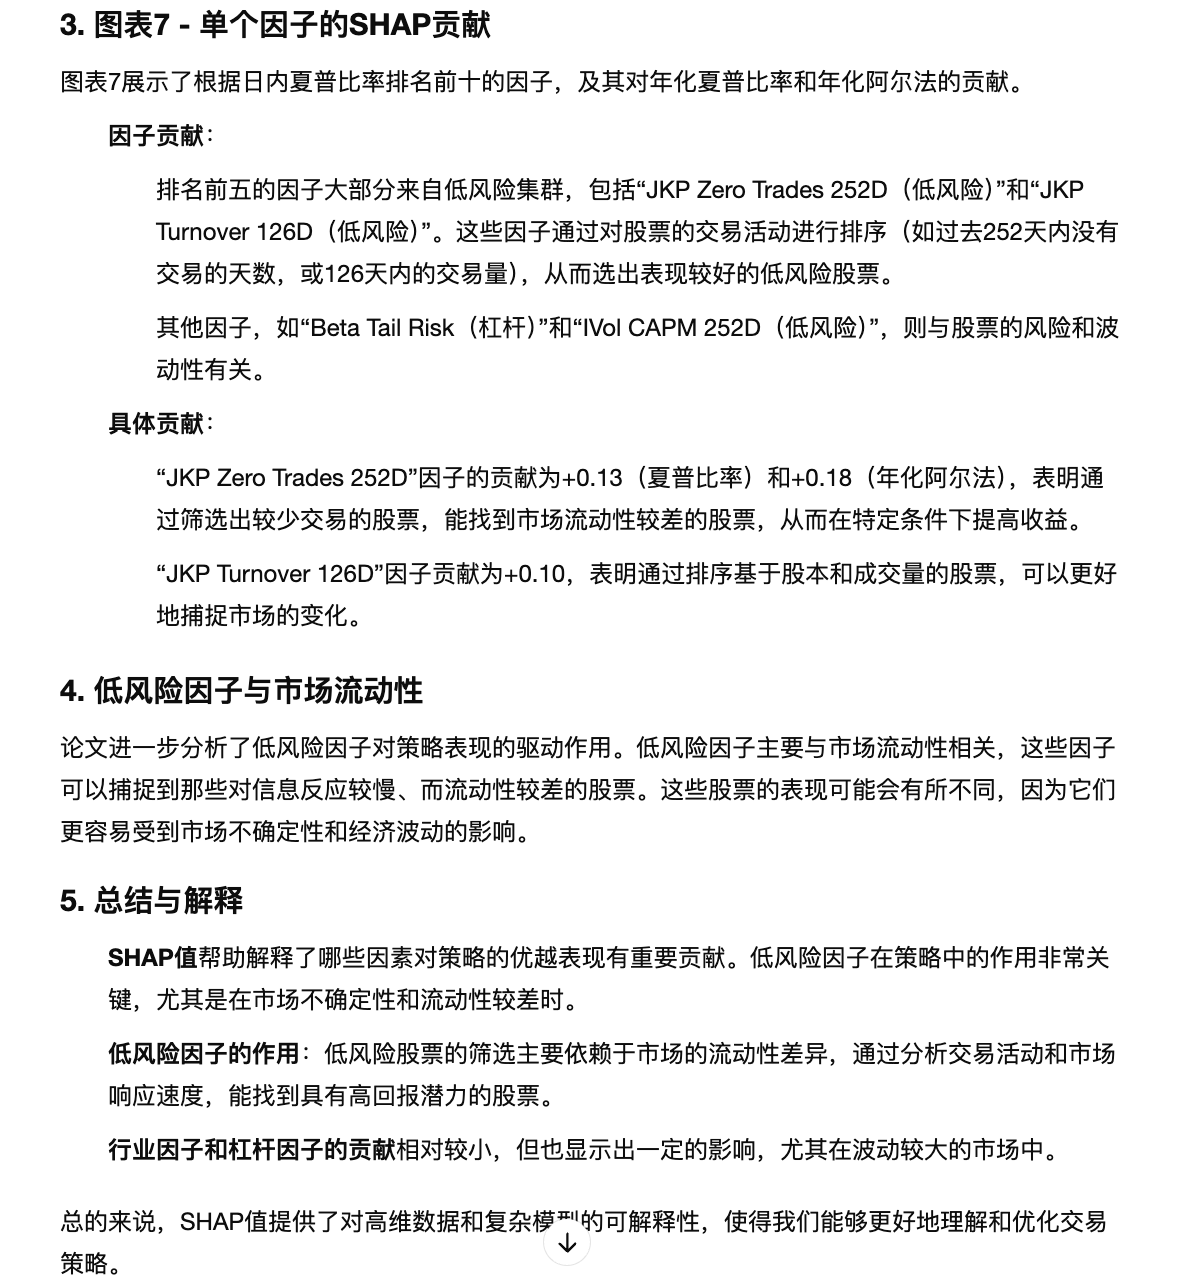 3. 图表7 - 单个因子的SHAP贡献
图表7展示了根据日内夏普比率排名前十的因子，及其对年化夏普比率和年化阿尔法的贡献。
因子贡献：
排名前五的因子大部分来自低风险集群，包括“JKP Zero Trades 252D（低风险）”和“JKP
Turnover 126D（低风险）”。这些因子通过对股票的交易活动进行排序（如过去252天内没有
交易的天数，或126天内的交易量），从而选出表现较好的低风险股票。
其他因子，如“Beta Tail Risk（杠杆）”和“IVol CAPM 252D（低风险）”，则与股票的风险和波
动性有关。
具体贡献：
“JKP Zero Trades 252D”因子的贡献为+0.13（夏普比率）和+0.18（年化阿尔法），表明通
过筛选出较少交易的股票，能找到市场流动性较差的股票，从而在特定条件下提高收益。
“JKP Turnover 126D”因子贡献为+0.10，表明通过排序基于股本和成交量的股票，可以更好
地捕捉市场的变化。
4. 低风险因子与市场流动性
论文进一步分析了低风险因子对策略表现的驱动作用。低风险因子主要与市场流动性相关，这些因子
可以捕捉到那些对信息反应较慢、而流动性较差的股票。这些股票的表现可能会有所不同，因为它们
更容易受到市场不确定性和经济波动的影响。
5. 总结与解释
SHAP值帮助解释了哪些因素对策略的优越表现有重要贡献。低风险因子在策略中的作用非常关
键，尤其是在市场不确定性和流动性较差时。
低风险因子的作用：低风险股票的筛选主要依赖于市场的流动性差异，通过分析交易活动和市场
响应速度，能找到具有高回报潜力的股票。
行业因子和杠杆因子的贡献相对较小，但也显示出一定的影响，尤其在波动较大的市场中。
总的来说，SHAP值提供了对高维数据和复杂模型的可解释性，使得我们能够更好地理解和优化交易
策略。